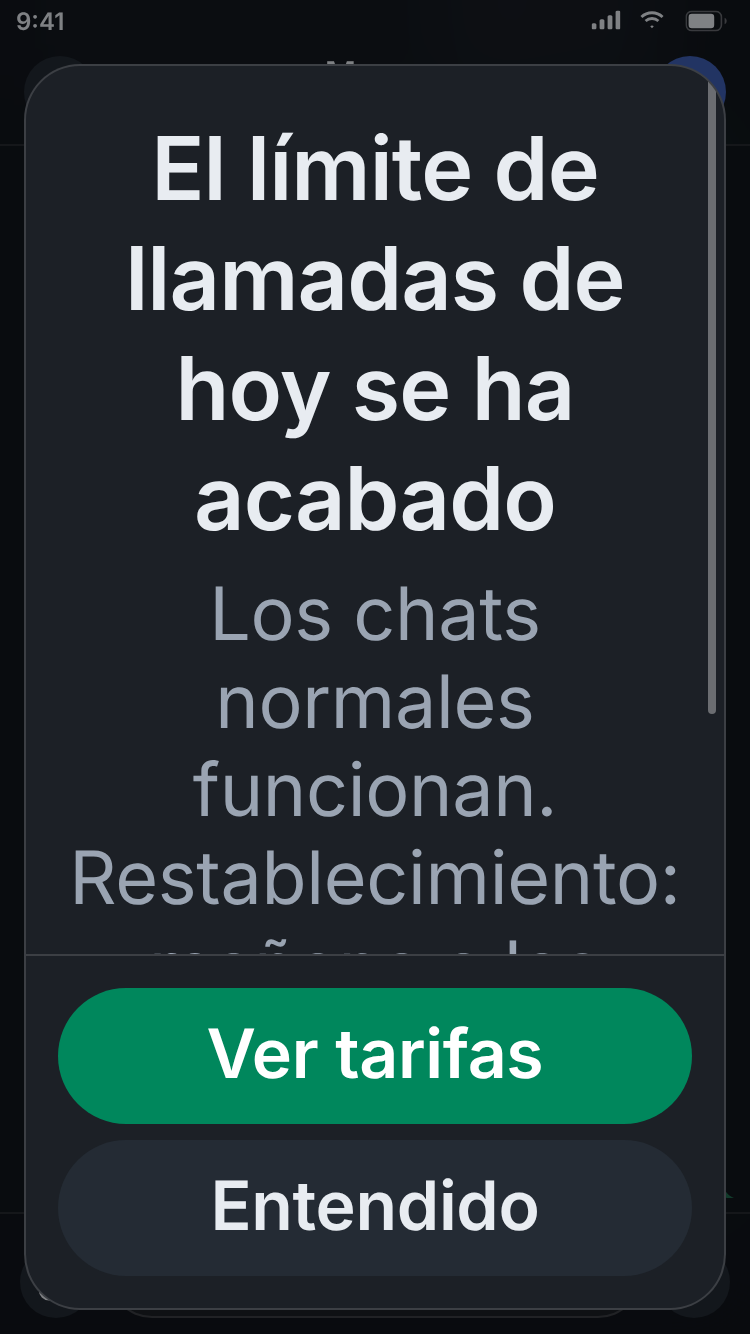 9:41
El límite de
llamadas de
hoy se ha
acabado
Los chats
normales
funcionan.
Restablecimiento:
Ver tarifas
Entendido